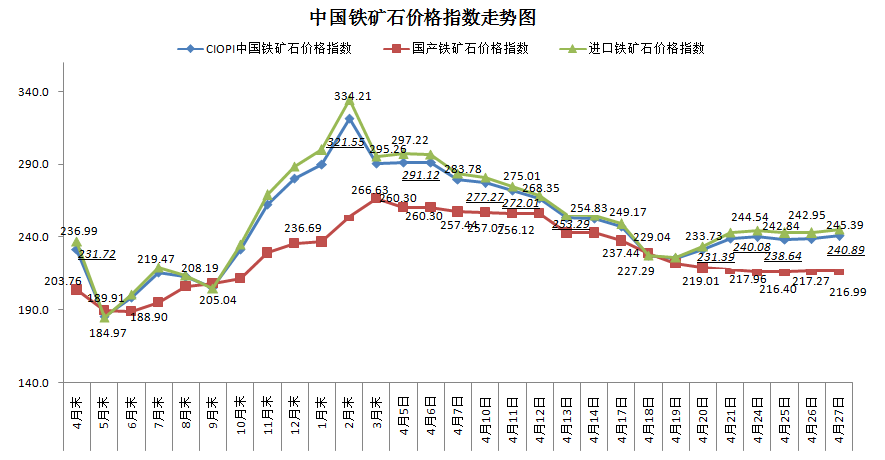 中国铁矿石价格指数走势图
CIOPI中国铁矿石价格指数 国产铁矿石价格指数 进口铁矿石价格指数
340.0
290.0
240.0
190.0
140.0
236.99
231.72
203.76
189.91
184.97
188.90
219.47
208.19
205.04
236.69
334.21
321.55
266.63
295.26
260.30
297.22
291.12
260.30
283.78
257.44
277.27
257.07
275.01
272.01
256.12
268.35
253.29
254.83
249.17
237.44
229.04
227.29
233.73
231.39
219.01
244.54
240.08
217.96
242.84
238.64
216.40
242.95
217.27
245.39
240.89
216.99
4月末
5月末
6月末
7月末
8月末
9月末
10月末
11月末
12月末
1月末
2月末
3月末
4月5日
4月6日
4月7日
4月10日
4月11日
4月12日
4月13日
4月14日
4月17日
4月18日
4月19日
4月20日
4月21日
4月24日
4月25日
4月26日
4月27日